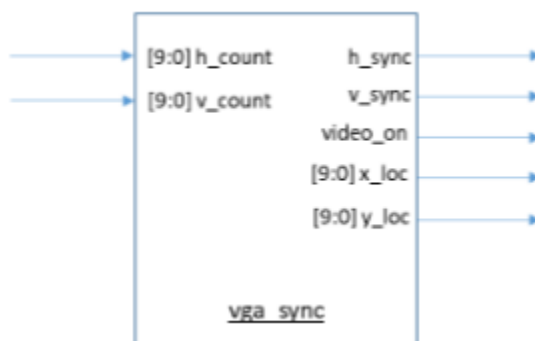 [9:0] h_count h_sync
[9:0] v_count v_sync
video_on
[9:0] x_loc
[9:0] y_loc
vga_sync